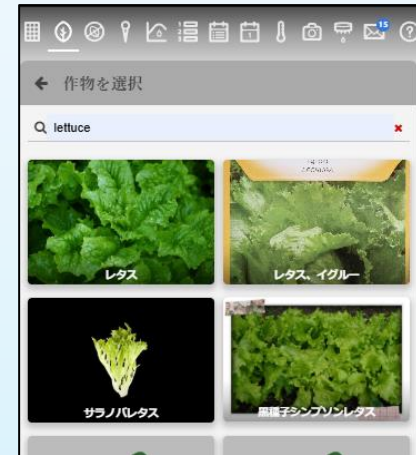 15
作物を選択
lettuce
レタス
レタス、イグルー
サラノバレタス
黒種子シンプソンレタス